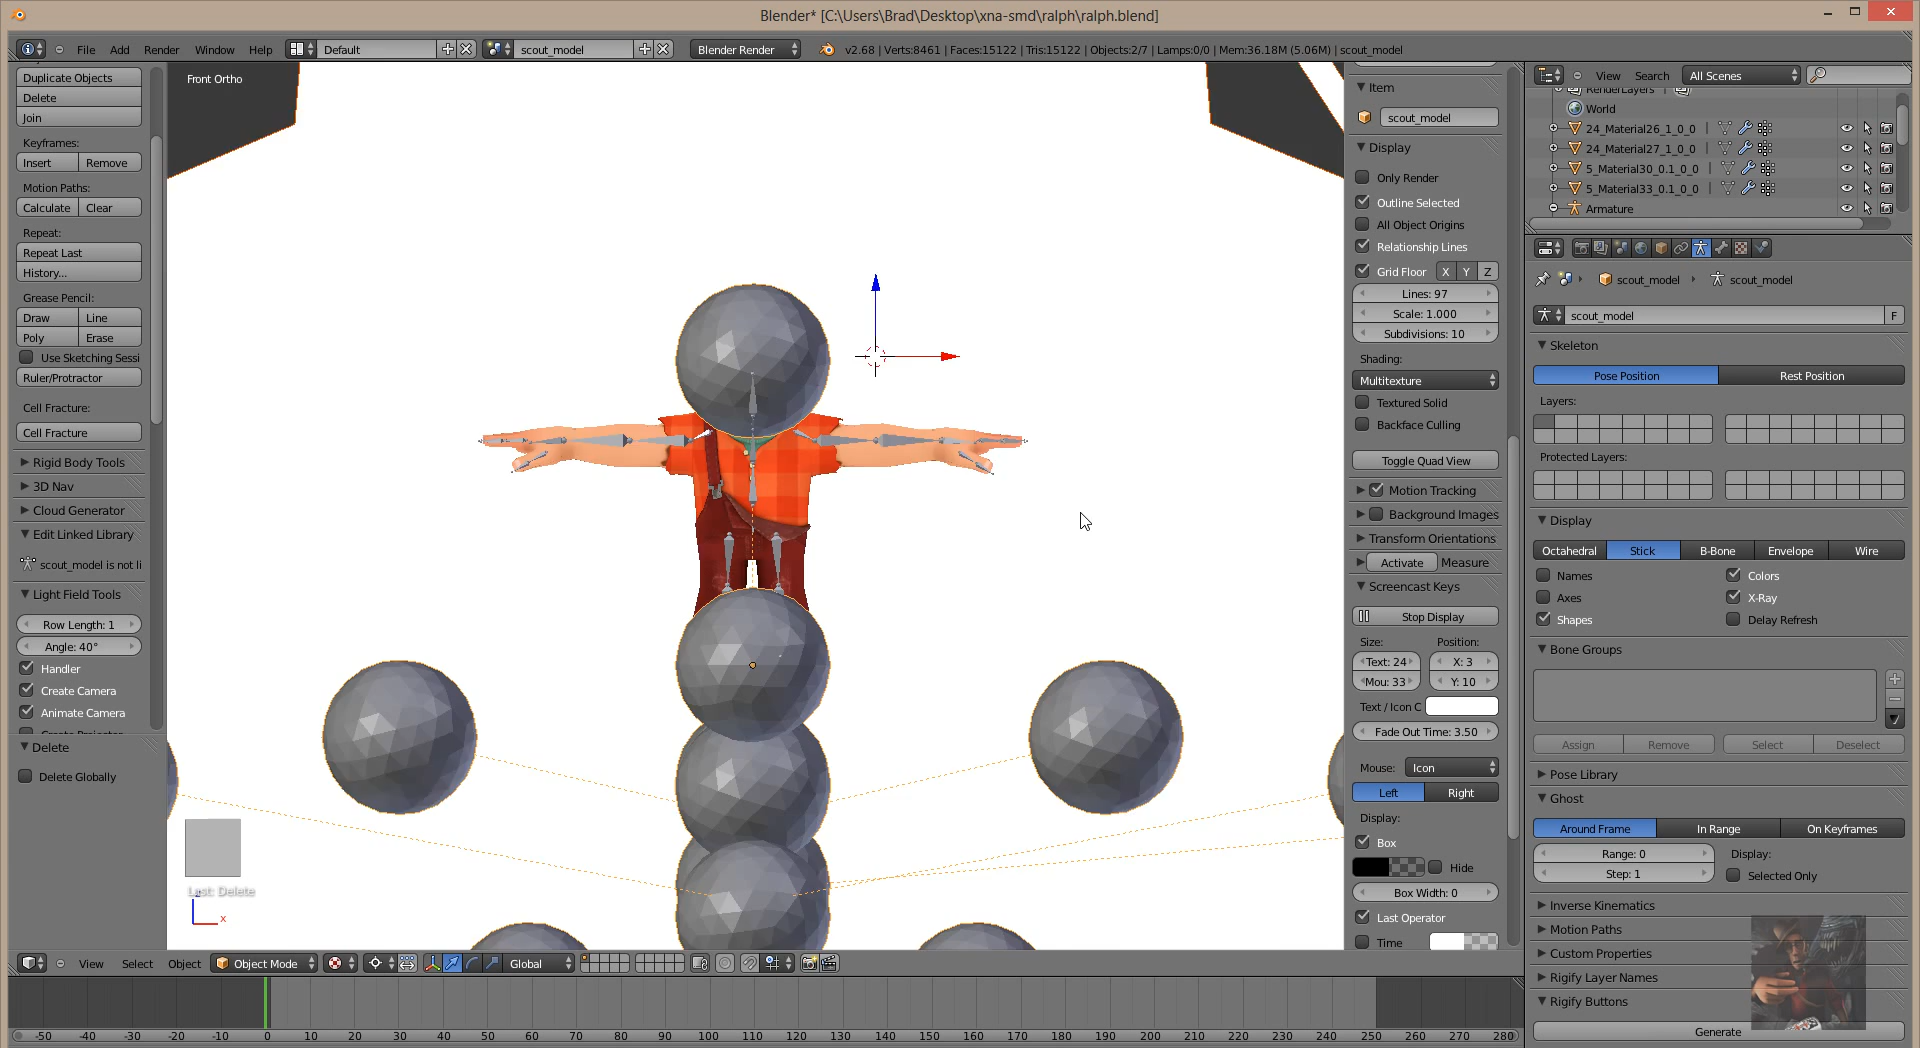 Blender* [C:\Users\Brad\Desktop\xna-smd\ralph\ralph.blend]
File Add Render Window Help Default scout_model Blender Render v2.68 | Verts:8461 | Faces:15122 | Tris:15122 | Objects:2/7 | Lamps:0/0 | Mem:36.18M (5.06M) | scout_model
Duplicate Objects
Delete
Join
Keyframes:
Insert Remove
Motion Paths:
Calculate Clear
Repeat:
Repeat Last
History...
Grease Pencil:
Draw Line
Poly Erase
Use Sketching Sessi
Ruler/Protractor
Cell Fracture:
Cell Fracture
Rigid Body Tools
3D Nav
Cloud Generator
Edit Linked Library
scout_model is not li
Light Field Tools
Row Length: 1
Angle: 40°
Handler
Create Camera
Animate Camera
Delete
Delete Globally
Front Ortho
Last: Delete
z
x
Item
scout_model
Display
Only Render
Outline Selected
All Object Origins
Relationship Lines
Grid Floor X Y Z
Lines: 97
Scale: 1.000
Subdivisions: 10
Shading:
Multitexture
Textured Solid
Backface Culling
Toggle Quad View
Motion Tracking
Background Images
Transform Orientations
Activate Measure
Screencast Keys
Stop Display
Size: Position:
Text: 24 X: 3
Mou: 33 Y: 10
Text / Icon C
Fade Out Time: 3.50
Mouse: Icon
Left Right
Display:
Box
Hide
Box Width: 0
Last Operator
Time
View Search All Scenes
RenderLayers
World
24_Material26_1_0_0
24_Material27_1_0_0
5_Material30_0.1_0_0
5_Material33_0.1_0_0
Armature
scout_model scout_model
scout_model F
Skeleton
Pose Position Rest Position
Layers:
Protected Layers:
Display
Octahedral Stick B-Bone Envelope Wire
Names Colors
Axes X-Ray
Shapes Delay Refresh
Bone Groups
Assign Remove Select Deselect
Pose Library
Ghost
Around Frame In Range On Keyframes
Range: 0 Display:
Step: 1 Selected Only
Inverse Kinematics
Motion Paths
Custom Properties
Rigify Layer Names
Rigify Buttons
Generate
View Select Object Object Mode Global
-50 -40 -30 -20 -10 0 10 20 30 40 50 60 70 80 90 100 110 120 130 140 150 160 170 180 190 200 210 220 230 240 250 260 270 280